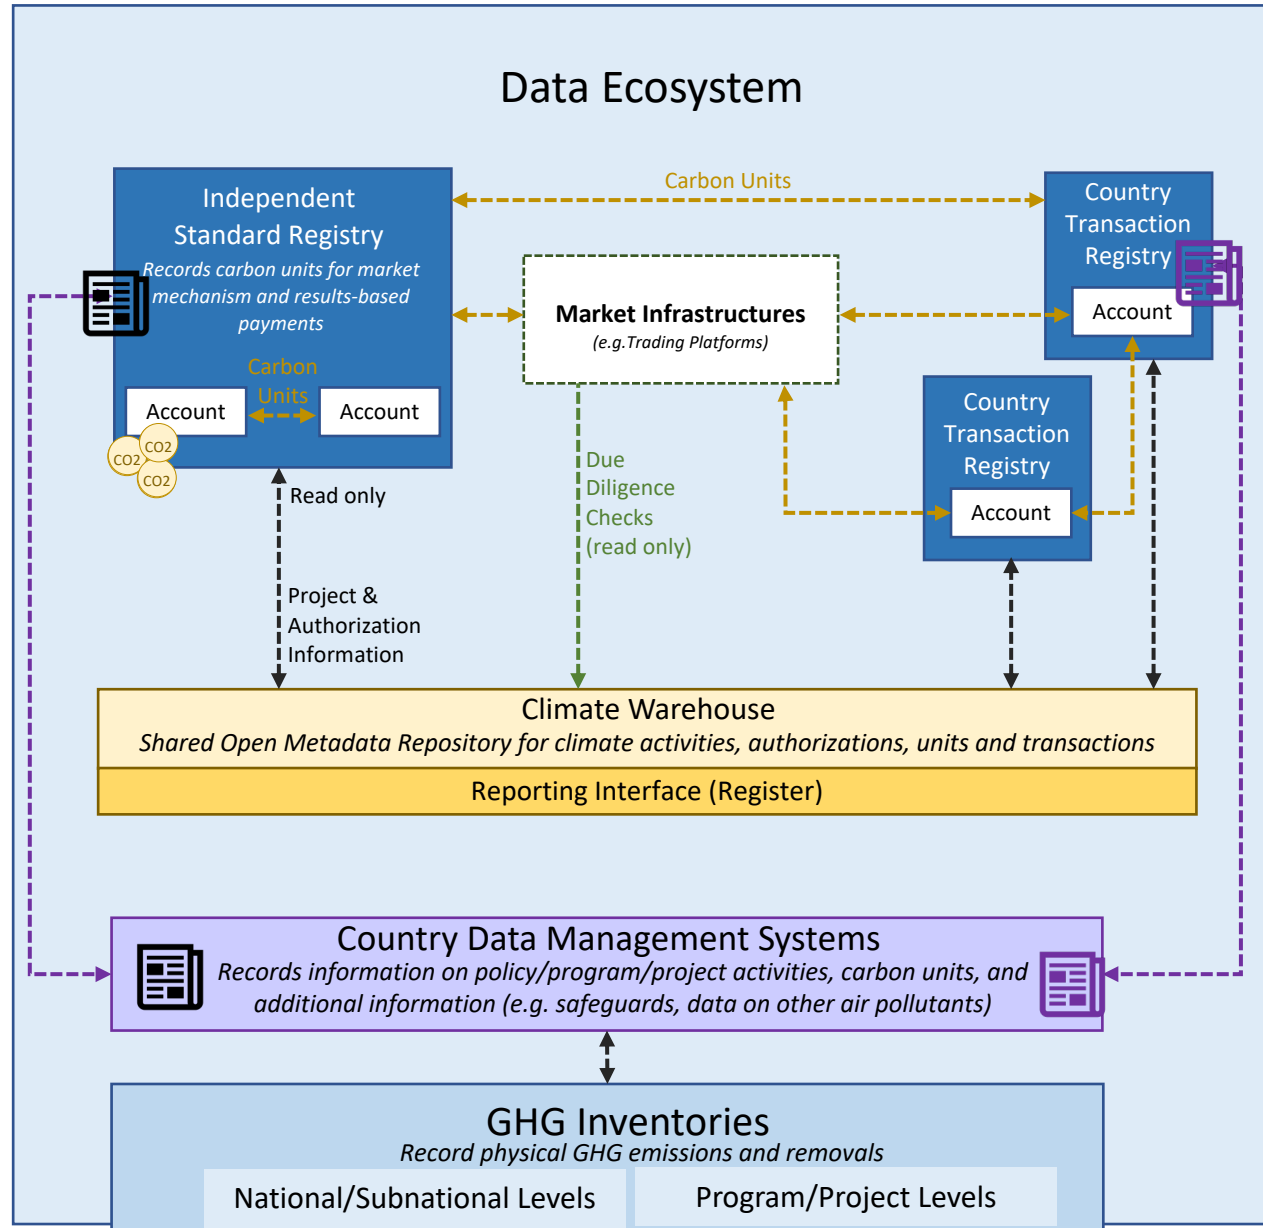 Data Ecosystem
Independent
Standard Registry
Records carbon units for market
mechanism and results-based
payments
Carbon
Units
Account
Account
CO2
CO2
CO2
Carbon Units
Market Infrastructures
(e.g.Trading Platforms)
Country
Transaction
Registry
Account
Country
Transaction
Registry
Account
Read only
Project &
Authorization
Information
Due
Diligence
Checks
(read only)
Climate Warehouse
Shared Open Metadata Repository for climate activities, authorizations, units and transactions
Reporting Interface (Register)
Country Data Management Systems
Records information on policy/program/project activities, carbon units, and
additional information (e.g. safeguards, data on other air pollutants)
GHG Inventories
Record physical GHG emissions and removals
National/Subnational Levels
Program/Project Levels